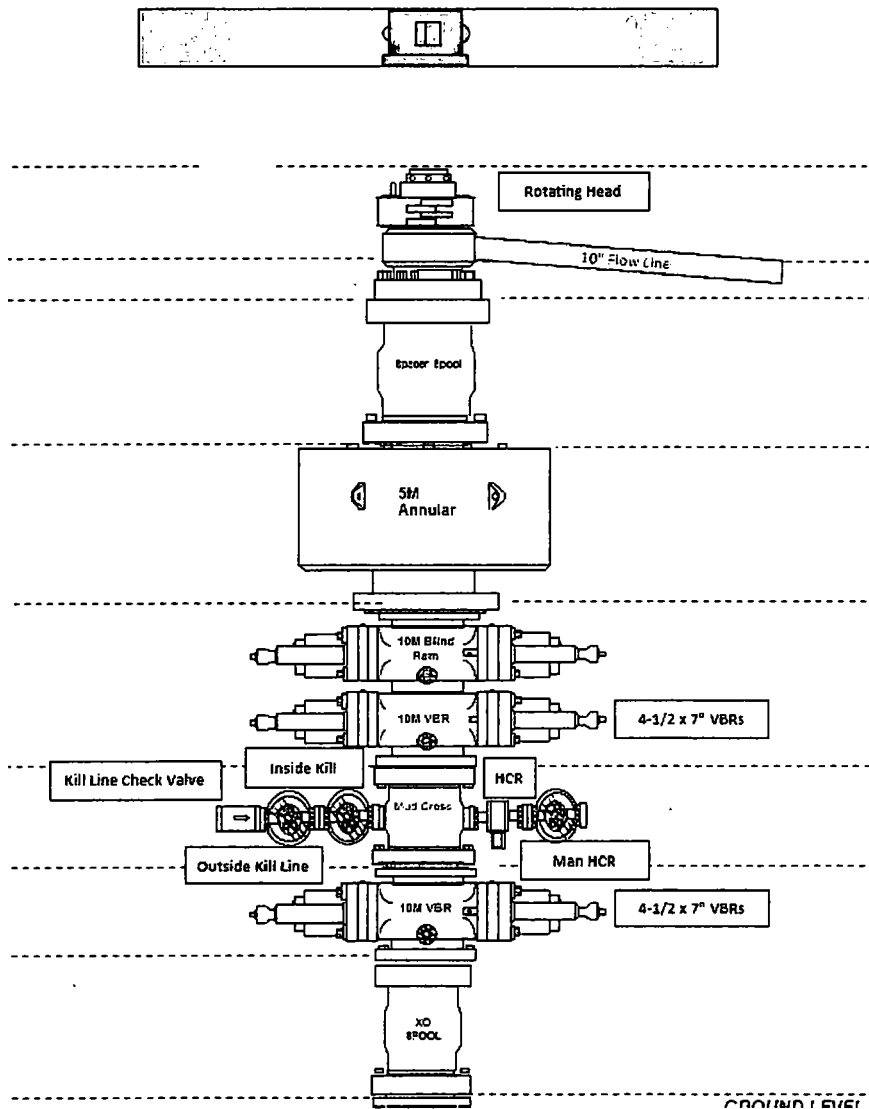 Rotating Head
10" Flow Line
Spacer Spool
5M
Annular
10M Blind
Ram
10M VBR
4-1/2 x 7" VBRs
Inside Kill
HCR
Kill Line Check Valve
Mud Cross
Outside Kill Line
Man HCR
10M VBR
4-1/2 x 7" VBRs
XO
SPOOL
GROUND LEVEL